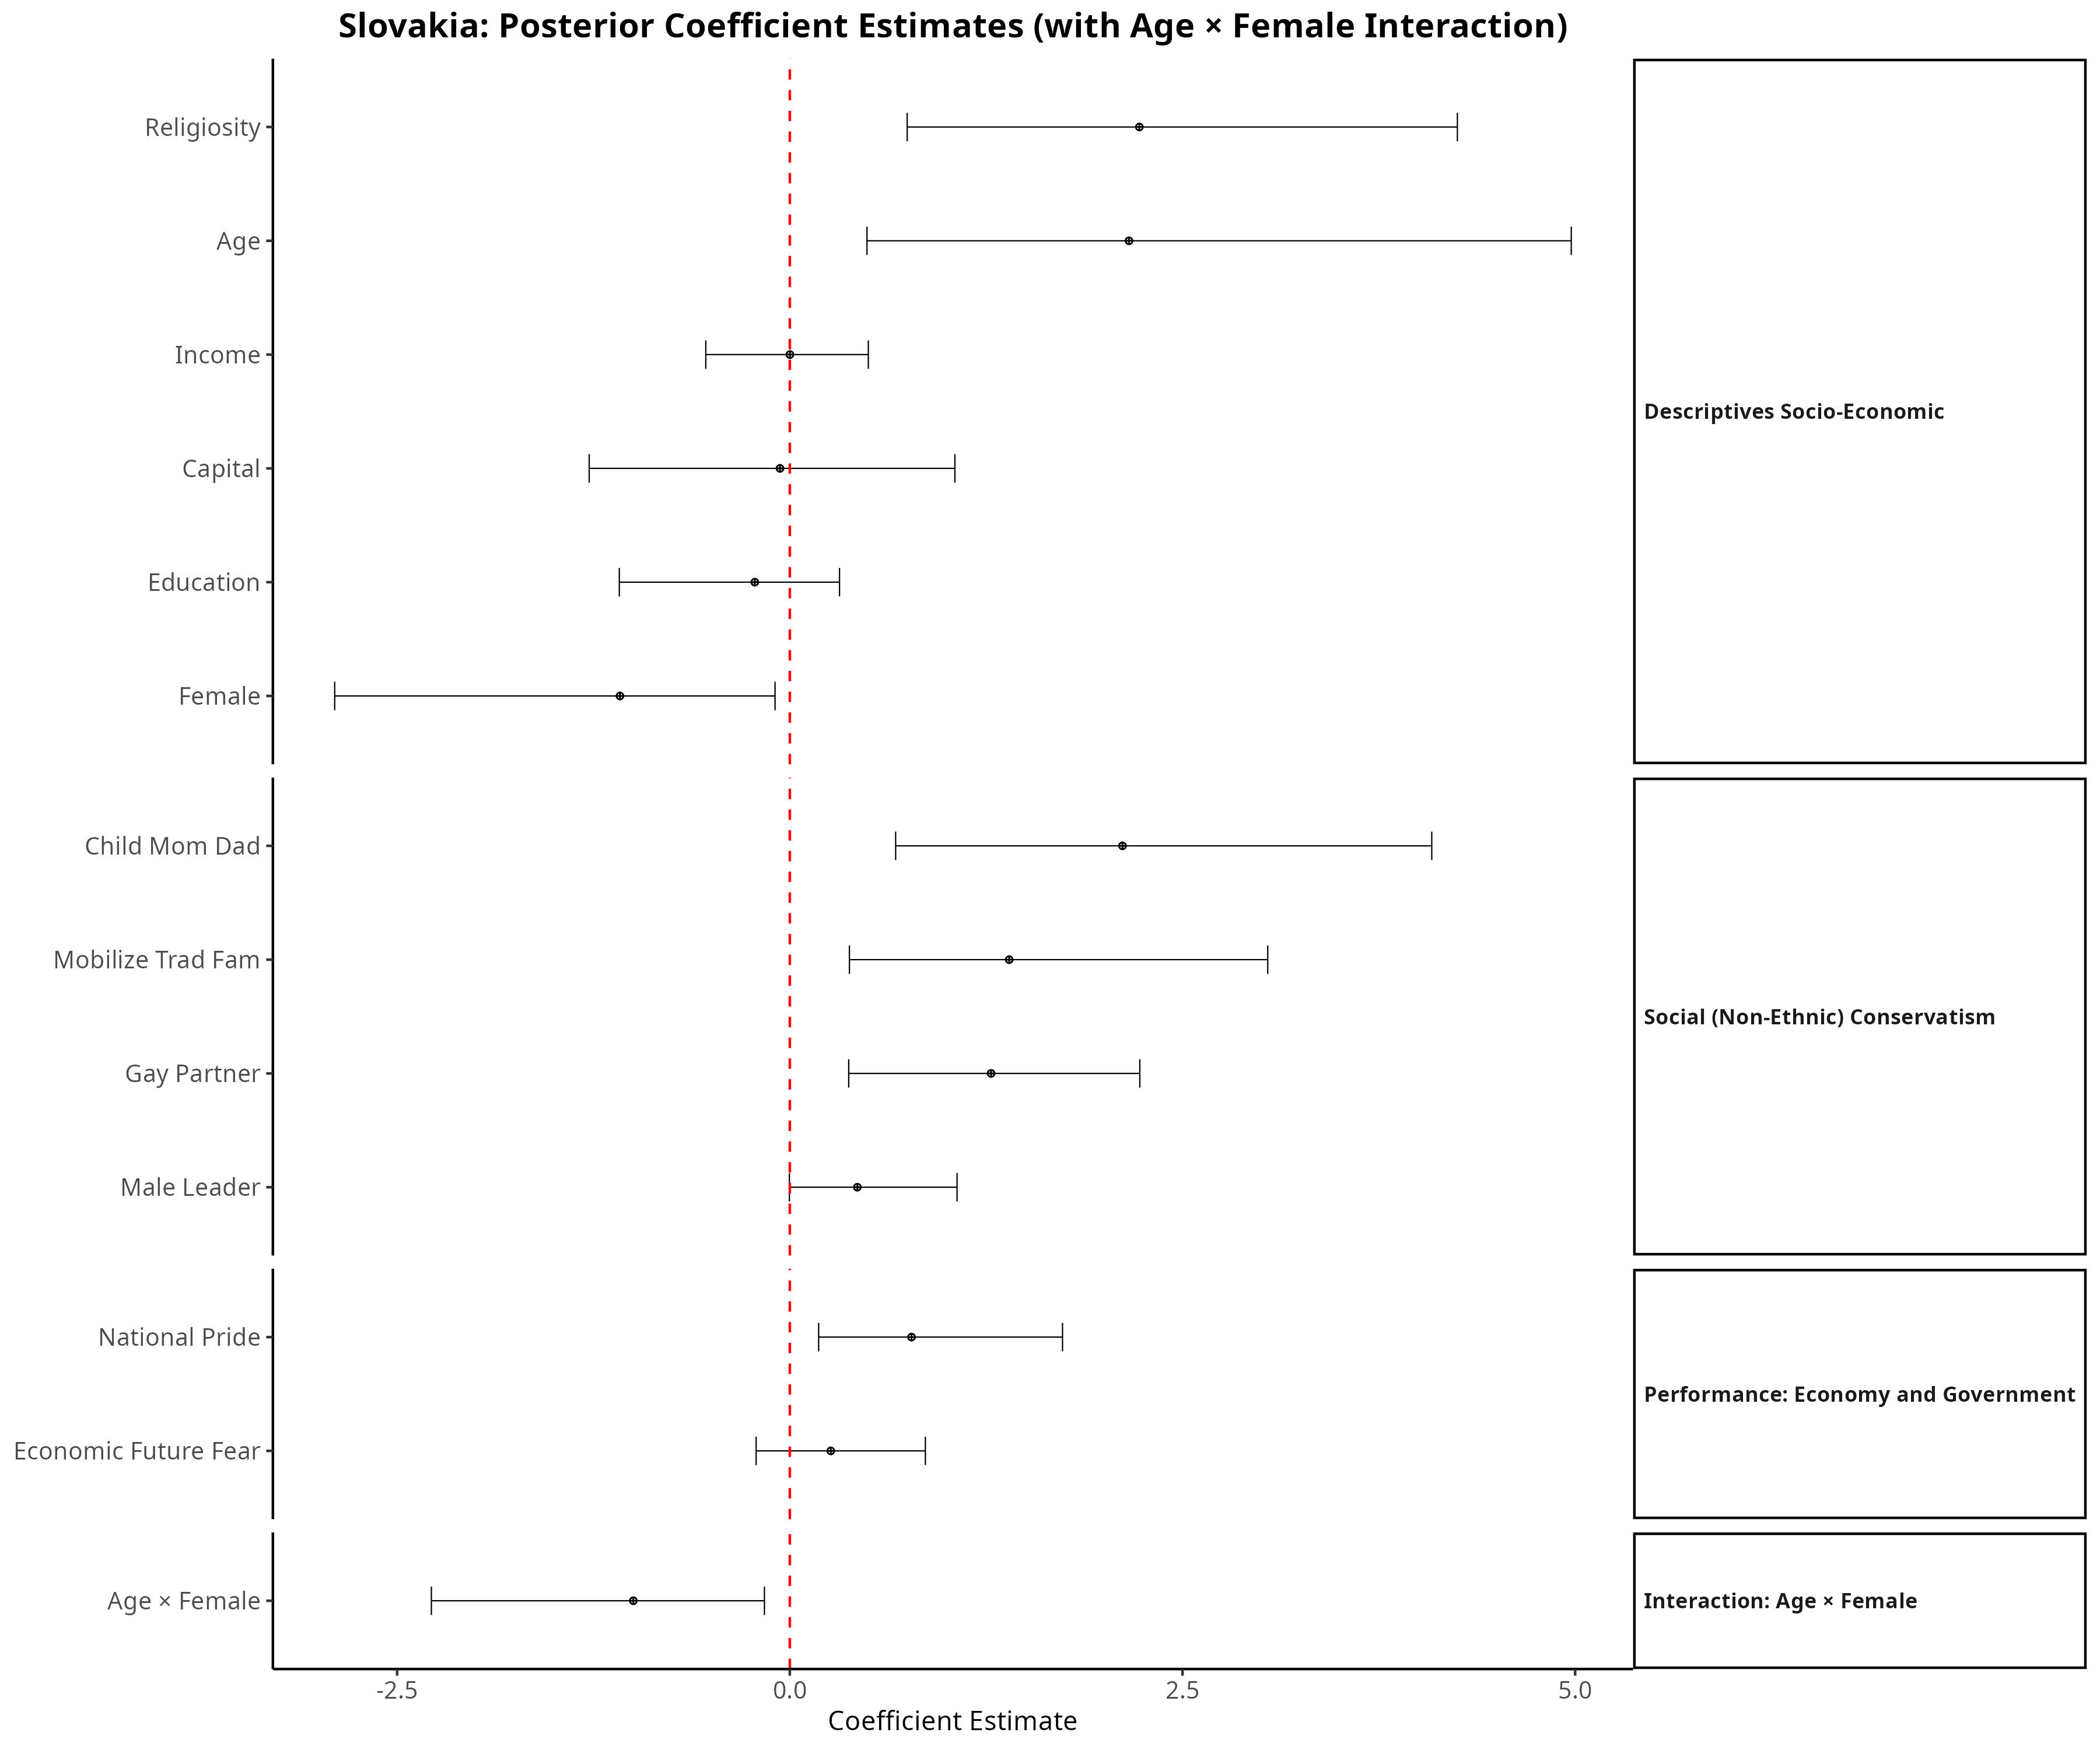 Slovakia: Posterior Coefficient Estimates (with Age × Female Interaction)
Religiosity
Age
Income
Capital
Education
Female
Descriptives Socio-Economic
Child Mom Dad
Mobilize Trad Fam
Gay Partner
Male Leader
Social (Non-Ethnic) Conservatism
National Pride
Economic Future Fear
Performance: Economy and Government
Age × Female
Interaction: Age × Female
-2.5 0.0 2.5 5.0
Coefficient Estimate